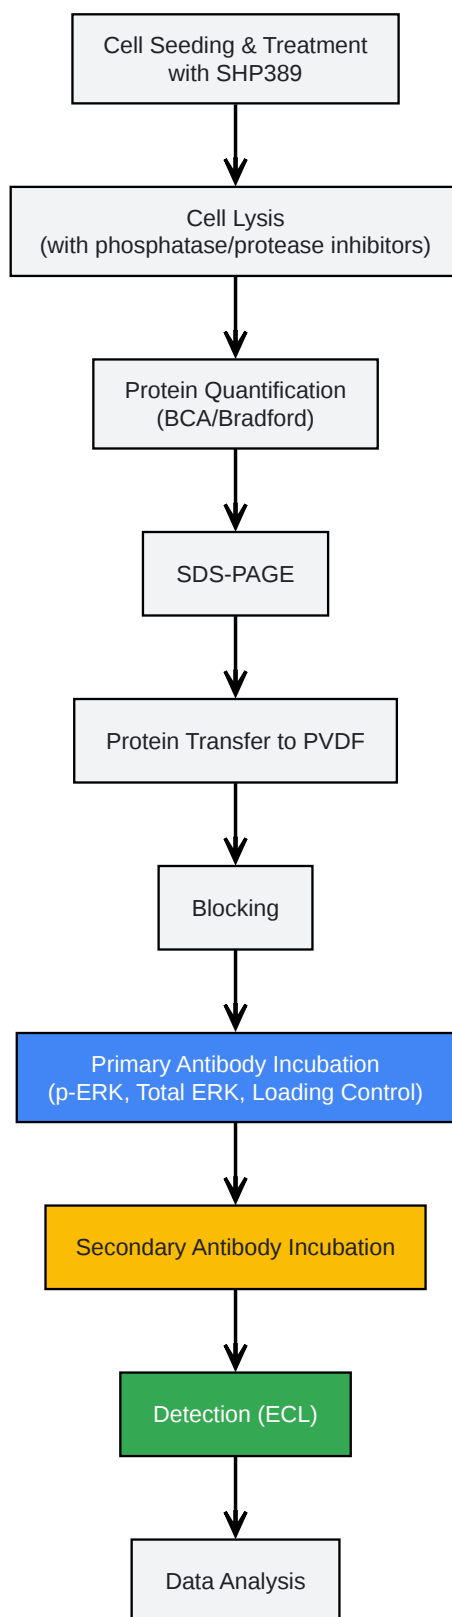 Cell Seeding & Treatment
with SHP389
Cell Lysis
(with phosphatase/protease inhibitors)
Protein Quantification
(BCA/Bradford)
SDS-PAGE
Protein Transfer to PVDF
Blocking
Primary Antibody Incubation
(p-ERK, Total ERK, Loading Control)
Secondary Antibody Incubation
Detection (ECL)
Data Analysis